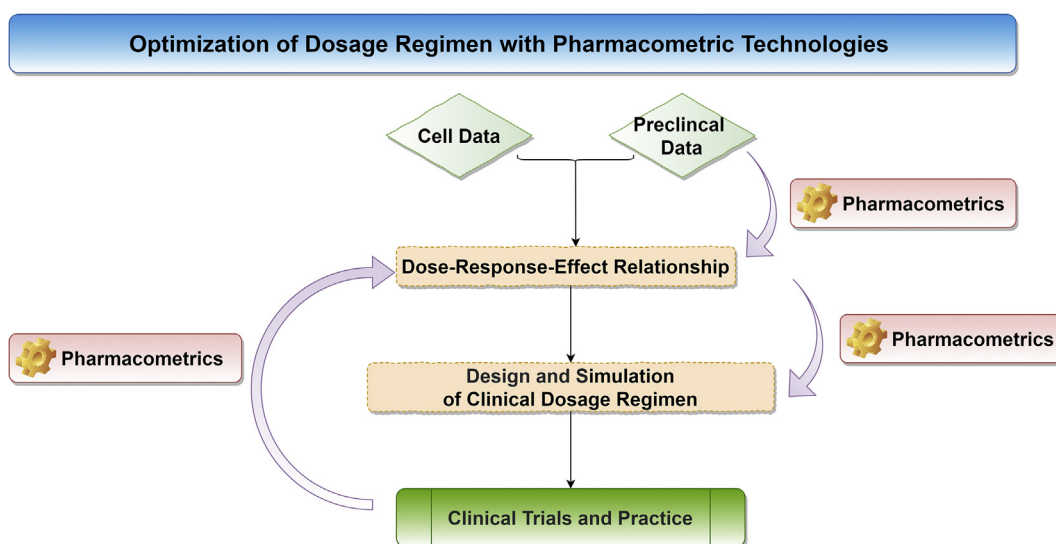 Optimization of Dosage Regimen with Pharmacometric Technologies
Cell Data
Preclincal
Data
Pharmacometrics
Dose-Response-Effect Relationship
Pharmacometrics
Pharmacometrics
Design and Simulation
of Clinical Dosage Regimen
Clinical Trials and Practice